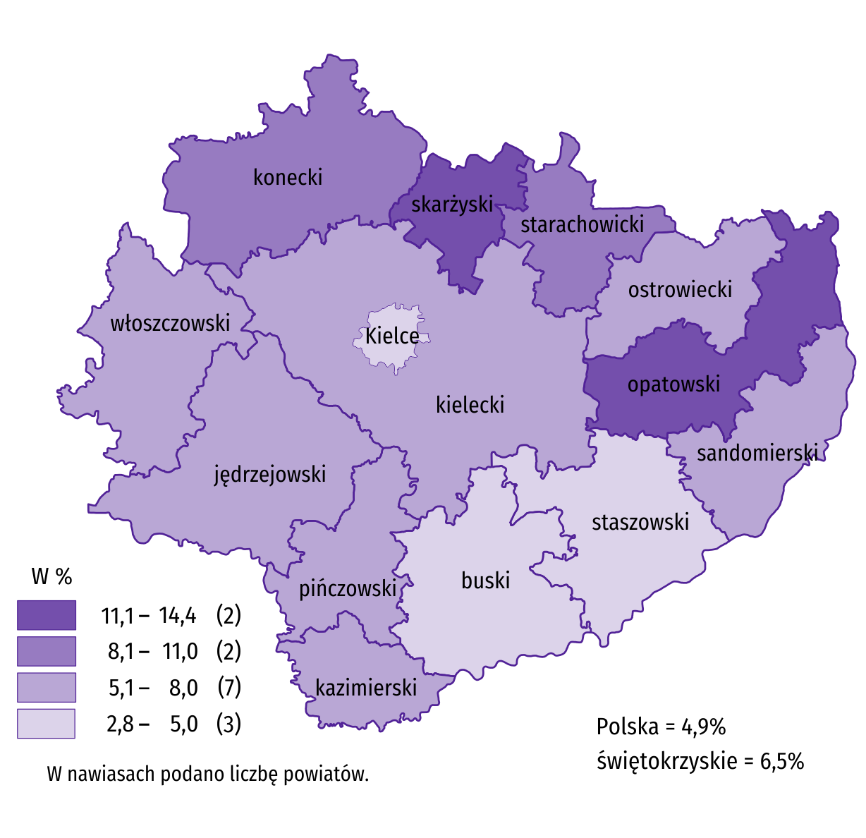 konecki
skarżyski
starachowicki
ostrowiecki
włoszczowski
Kielce
opatowski
kielecki
sandomierski
jędrzejowski
staszowski
buski
pińczowski
kazimierski
W %
11,1 – 14,4 (2)
8,1 – 11,0 (2)
5,1 – 8,0 (7)
2,8 – 5,0 (3)
Polska = 4,9%
świętokrzyskie = 6,5%
W nawiasach podano liczbę powiatów.